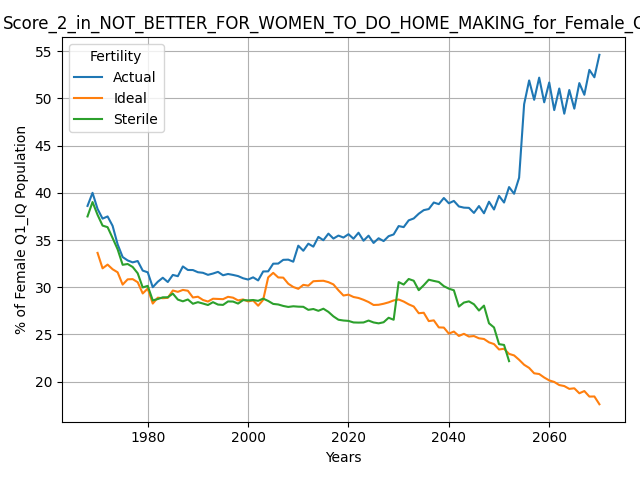 Score_2_in_NOT_BETTER_FOR_WOMEN_TO_DO_HOME_MAKING_for_Female_
Fertility
Actual
Ideal
Sterile
% of Female Q1_IQ Population
55
50
45
40
35
30
25
20
1980
2000
2020
2040
2060
Years